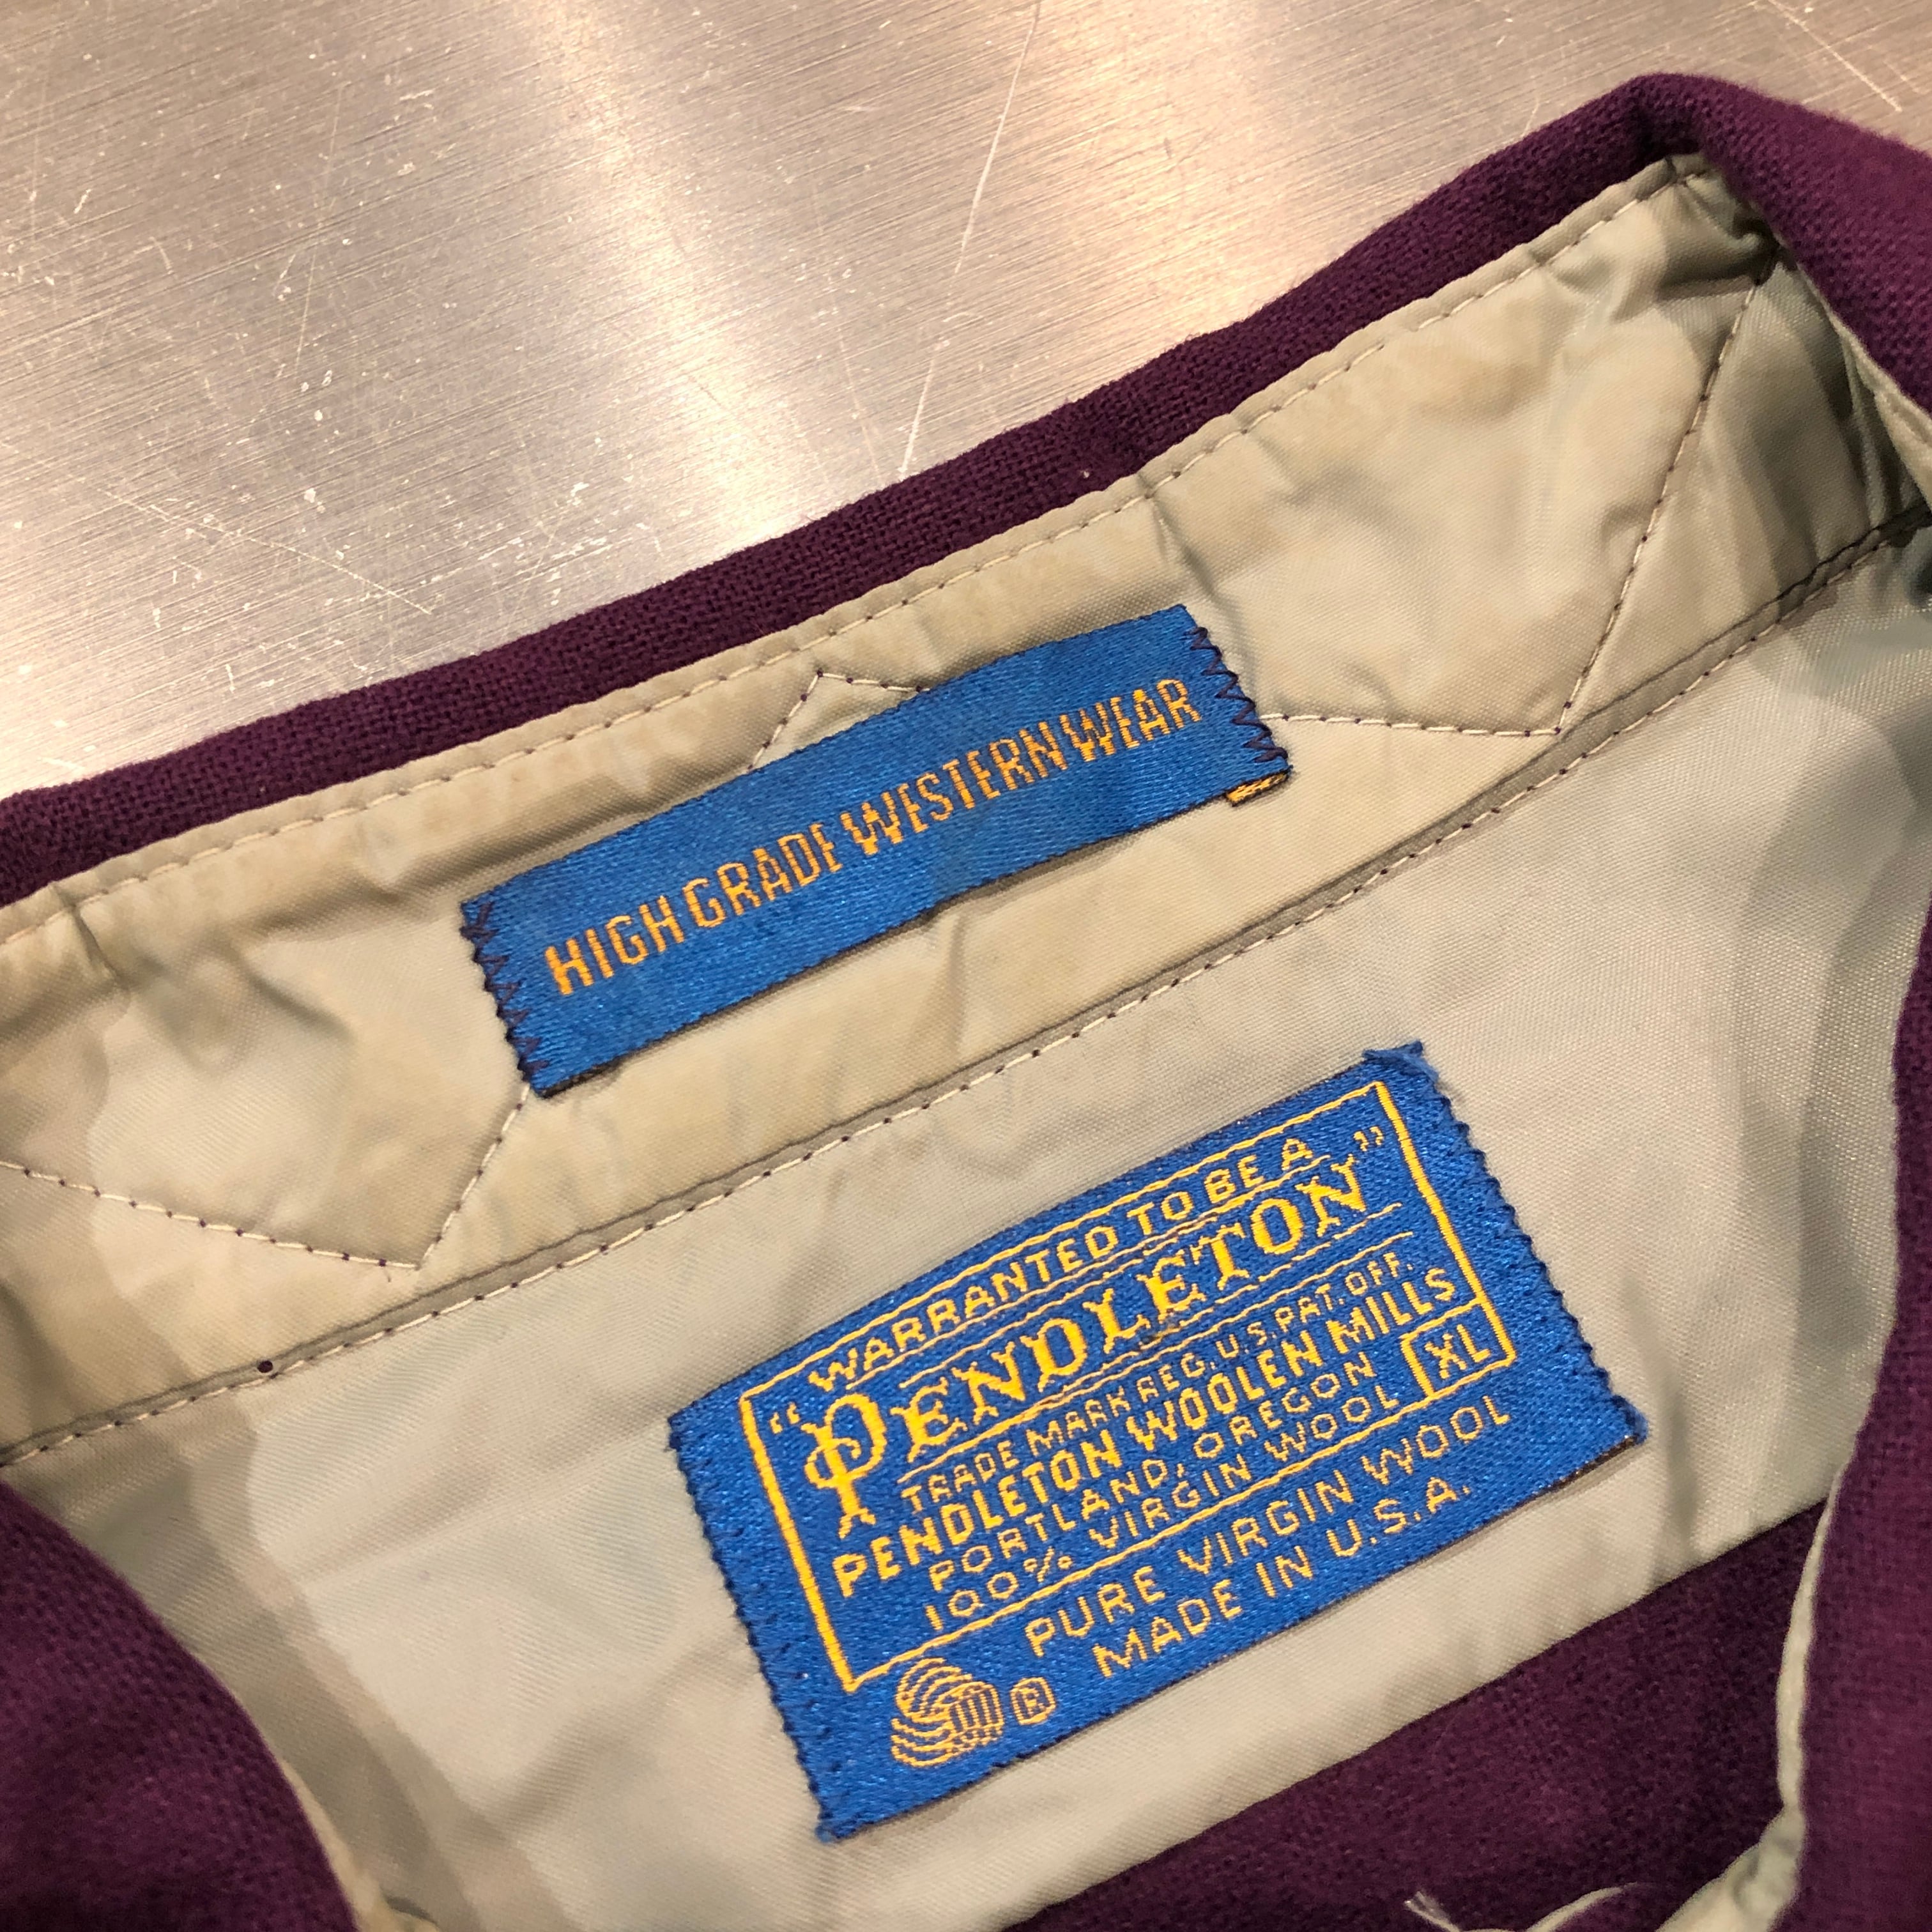 HIGH GRADE WESTERN WEAR
WARRANTED TO BE A
"PENDLETON"
TRADE MARK REG. U.S. PAT. OFF.
PENDLETON WOOLEN MILLS
PORTLAND, OREGON
100% VIRGIN WOOL
XL
PURE VIRGIN WOOL
® MADE IN U.S.A.